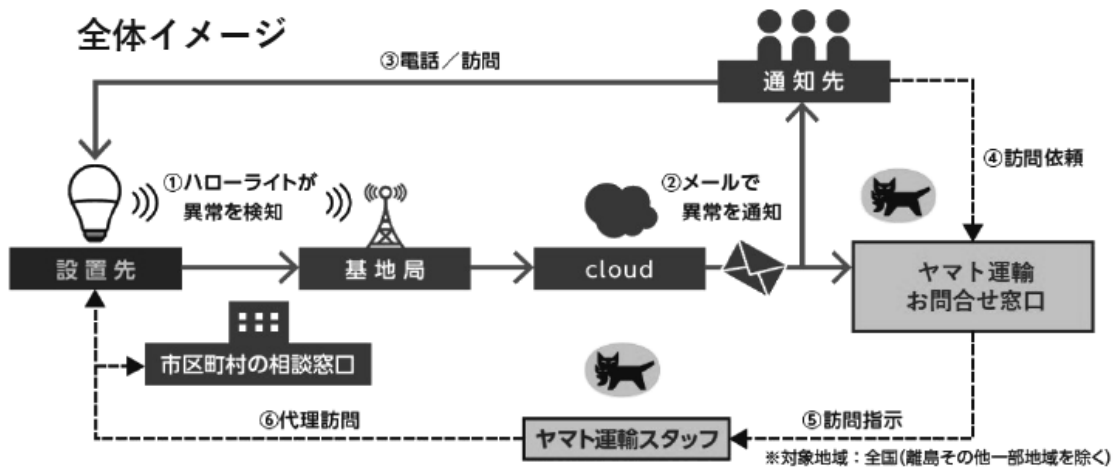 全体イメージ
③電話／訪問
通知先
④訪問依頼
①ハローライトが
異常を検知
②メールで
異常を通知
設置先
基地局
cloud
ヤマト運輸
お問合せ窓口
市区町村の相談窓口
⑥代理訪問
ヤマト運輸スタッフ
⑤訪問指示
※対象地域：全国(離島その他一部地域を除く)